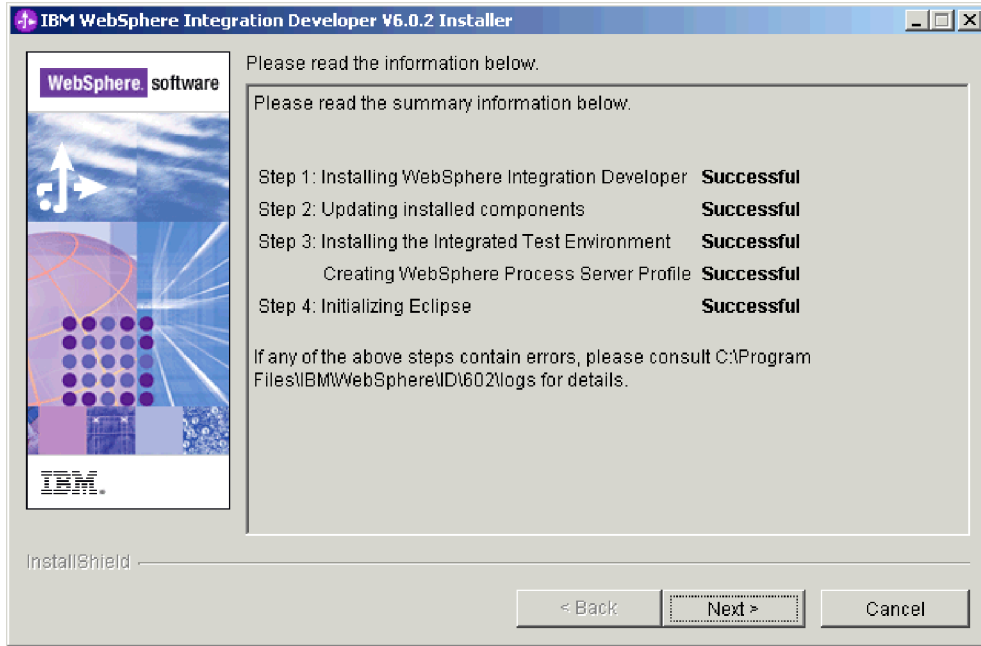 IBM WebSphere Integration Developer V6.0.2 Installer
WebSphere. software
Please read the information below.
Please read the summary information below.
Step 1: Installing WebSphere Integration Developer Successful
Step 2: Updating installed components Successful
Step 3: Installing the Integrated Test Environment Successful
Creating WebSphere Process Server Profile Successful
Step 4: Initializing Eclipse Successful
If any of the above steps contain errors, please consult C:\Program
Files\IBM\WebSphere\ID\602\logs for details.
IBM.
InstallShield
< Back
Next >
Cancel